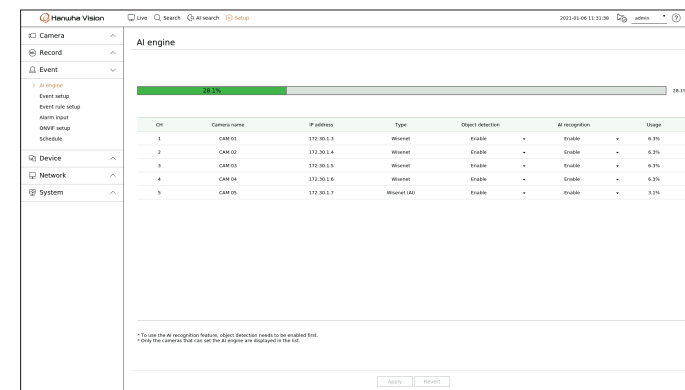 Hanwha Vision Live Search AI search Setup 2021-01-06 11:31:38 admin ?
Camera
Record
Event
AI engine
Event setup
Event rule setup
Alarm input
ONVIF setup
Schedule
Device
Network
System
AI engine
28.1% 28.1%
CH Camera name IP address Type Object detection AI recognition Usage
1 CAM 01 172.30.1.3 Wisenet Enable Enable 6.3%
2 CAM 02 172.30.1.4 Wisenet Enable Enable 6.3%
3 CAM 03 172.30.1.5 Wisenet Enable Enable 6.3%
4 CAM 04 172.30.1.6 Wisenet Enable Enable 6.3%
5 CAM 05 172.30.1.7 Wisenet (AI) Enable Enable 3.1%
* To use the AI recognition feature, object detection needs to be enabled first.
* Only the cameras that can set the AI engine are displayed in the list.
Apply Revert